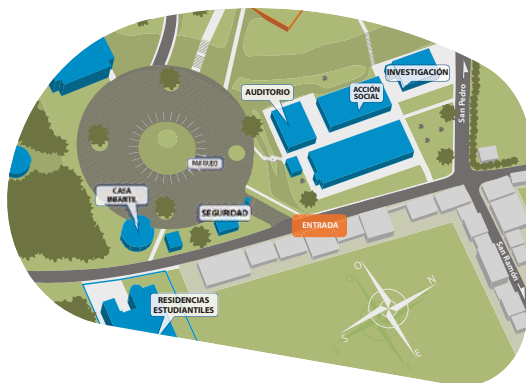 INVESTIGACIÓN
AUDITORIO
ACCIÓN
SOCIAL
San Pedro
PARQUEO
CASA
INFANTIL
SEGURIDAD
ENTRADA
San Ramón
RESIDENCIAS
ESTUDIANTILES
O
N
S
E